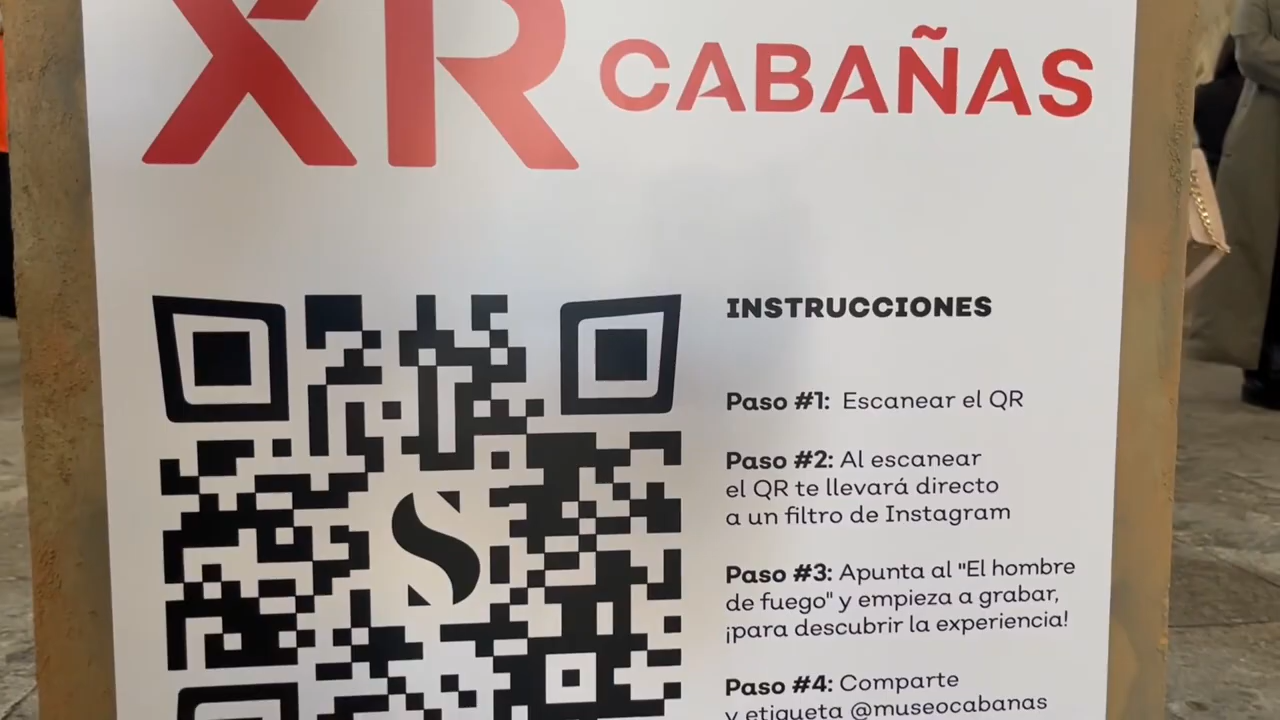 XR CABAÑAS
INSTRUCCIONES
Paso #1: Escanear el QR
Paso #2: Al escanear
el QR te llevará directo
a un filtro de Instagram
Paso #3: Apunta al "El hombre
de fuego" y empieza a grabar,
¡para descubrir la experiencia!
Paso #4: Comparte
y etiqueta @museocabanas
S